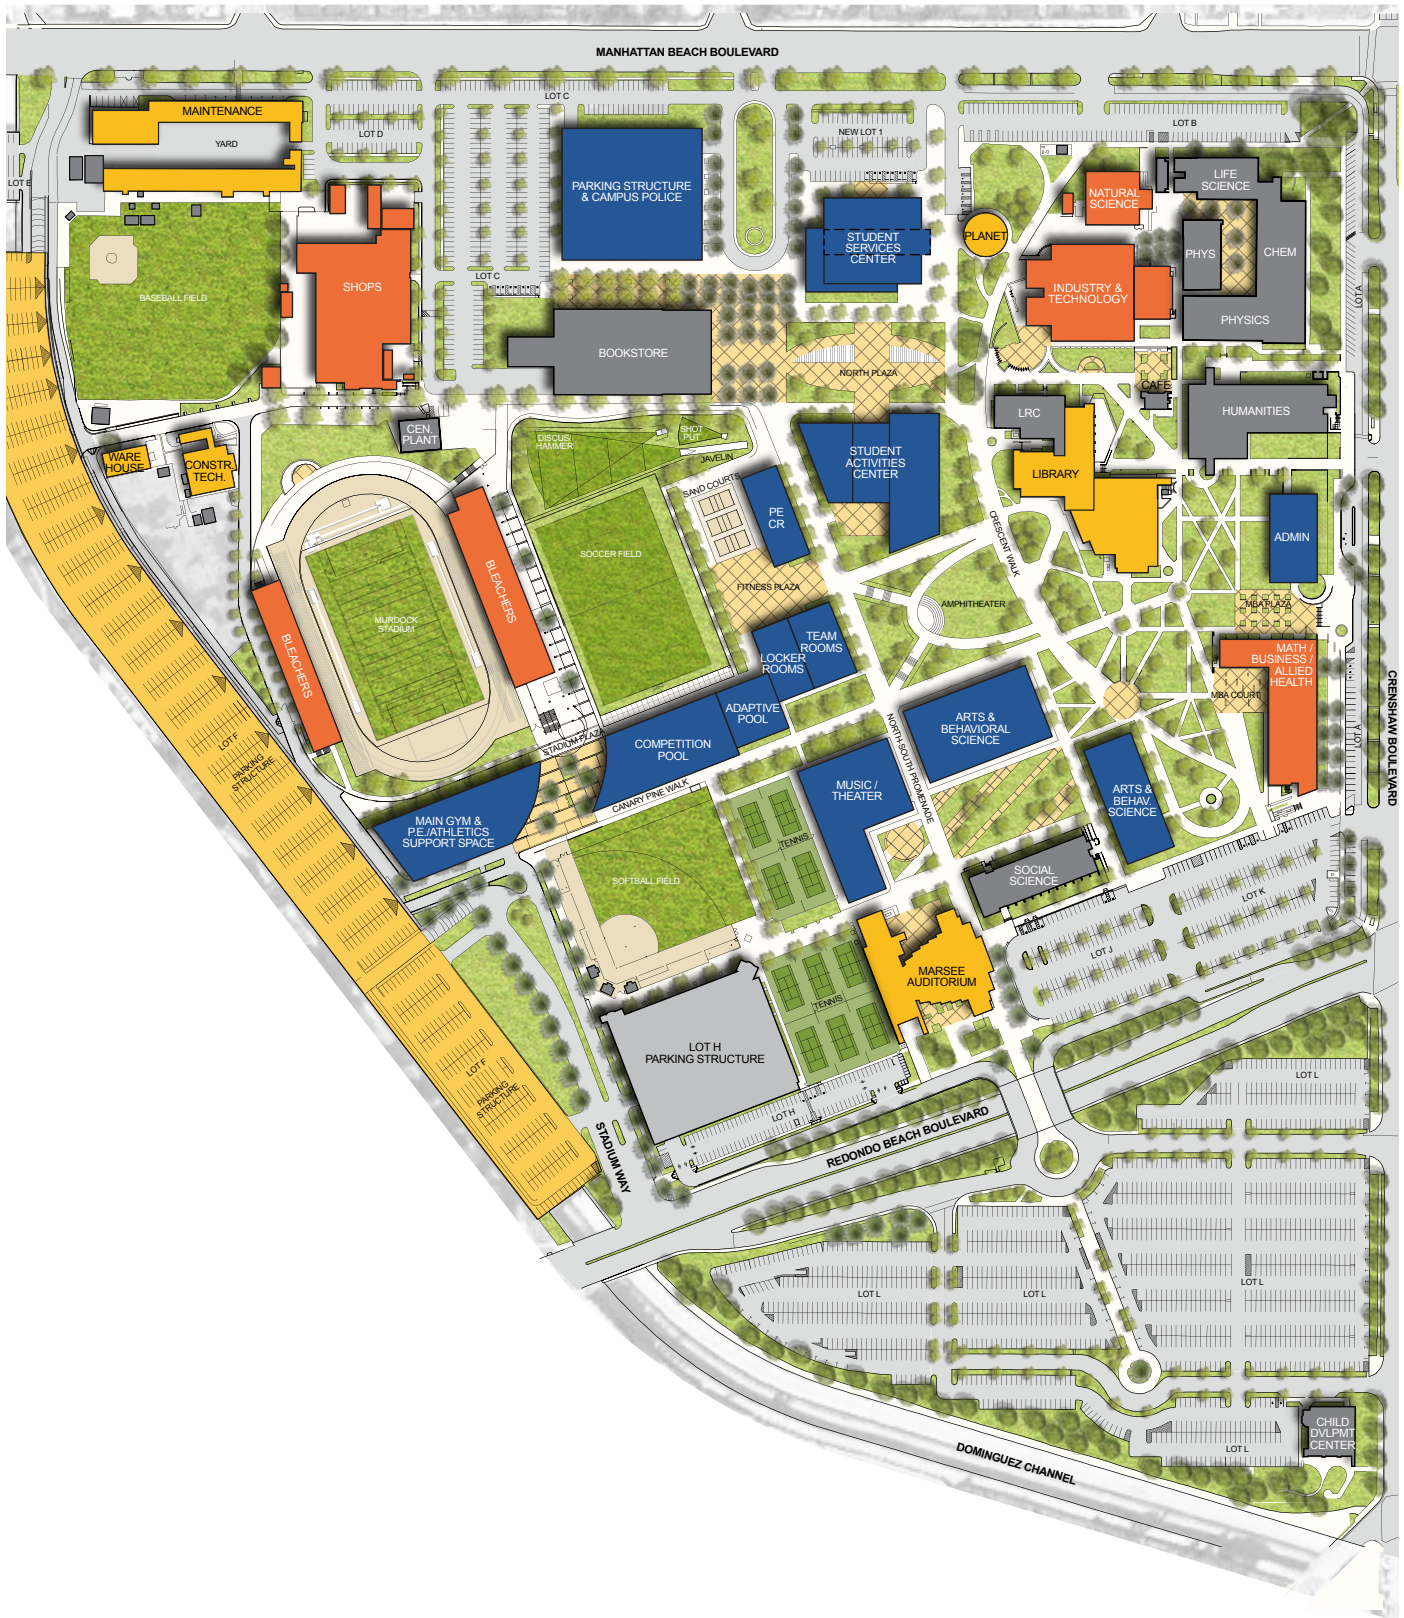 MANHATTAN BEACH BOULEVARD
LOT C
MAINTENANCE
YARD
LOT D
NEW LOT 1
LOT B
LOT E
PARKING STRUCTURE
& CAMPUS POLICE
NATURAL
SCIENCE
LIFE
SCIENCE
PLANET
STUDENT
SERVICES
CENTER
PHYS
CHEM
LOT C
SHOPS
BASEBALL FIELD
INDUSTRY &
TECHNOLOGY
LOT A
PHYSICS
BOOKSTORE
NORTH PLAZA
CAFE
LRC
HUMANITIES
CEN.
PLANT
DISCUS/
HAMMER
SHOT
PUT
JAVELIN
WARE
HOUSE
CONSTR.
TECH.
STUDENT
ACTIVITIES
CENTER
LIBRARY
SAND COURTS
PE
CR
CRESCENT WALK
ADMIN
SOCCER FIELD
BLEACHERS
FITNESS PLAZA
AMPHITHEATER
MBA PLAZA
MURDOCK
STADIUM
BLEACHERS
TEAM
ROOMS
LOCKER
ROOMS
MATH /
BUSINESS /
ALLIED
HEALTH
MBA COURT
CRENSHAW BOULEVARD
ADAPTIVE
POOL
ARTS &
BEHAVIORAL
SCIENCE
NORTH-SOUTH PROMENADE
LOT A
LOT F
PARKING
STRUCTURE
STADIUM PLAZA
COMPETITION
POOL
CANARY PINE WALK
MUSIC /
THEATER
ARTS &
BEHAV.
SCIENCE
MAIN GYM &
P.E./ATHLETICS
SUPPORT SPACE
TENNIS
SOFTBALL FIELD
SOCIAL
SCIENCE
LOT K
LOT J
MARSEE
AUDITORIUM
TENNIS
LOT H
PARKING STRUCTURE
LOT F
PARKING
STRUCTURE
LOT L
LOT H
REDONDO BEACH BOULEVARD
STADIUM WAY
LOT L
LOT L
LOT L
CHILD
DVLPMT
CENTER
LOT L
DOMINGUEZ CHANNEL